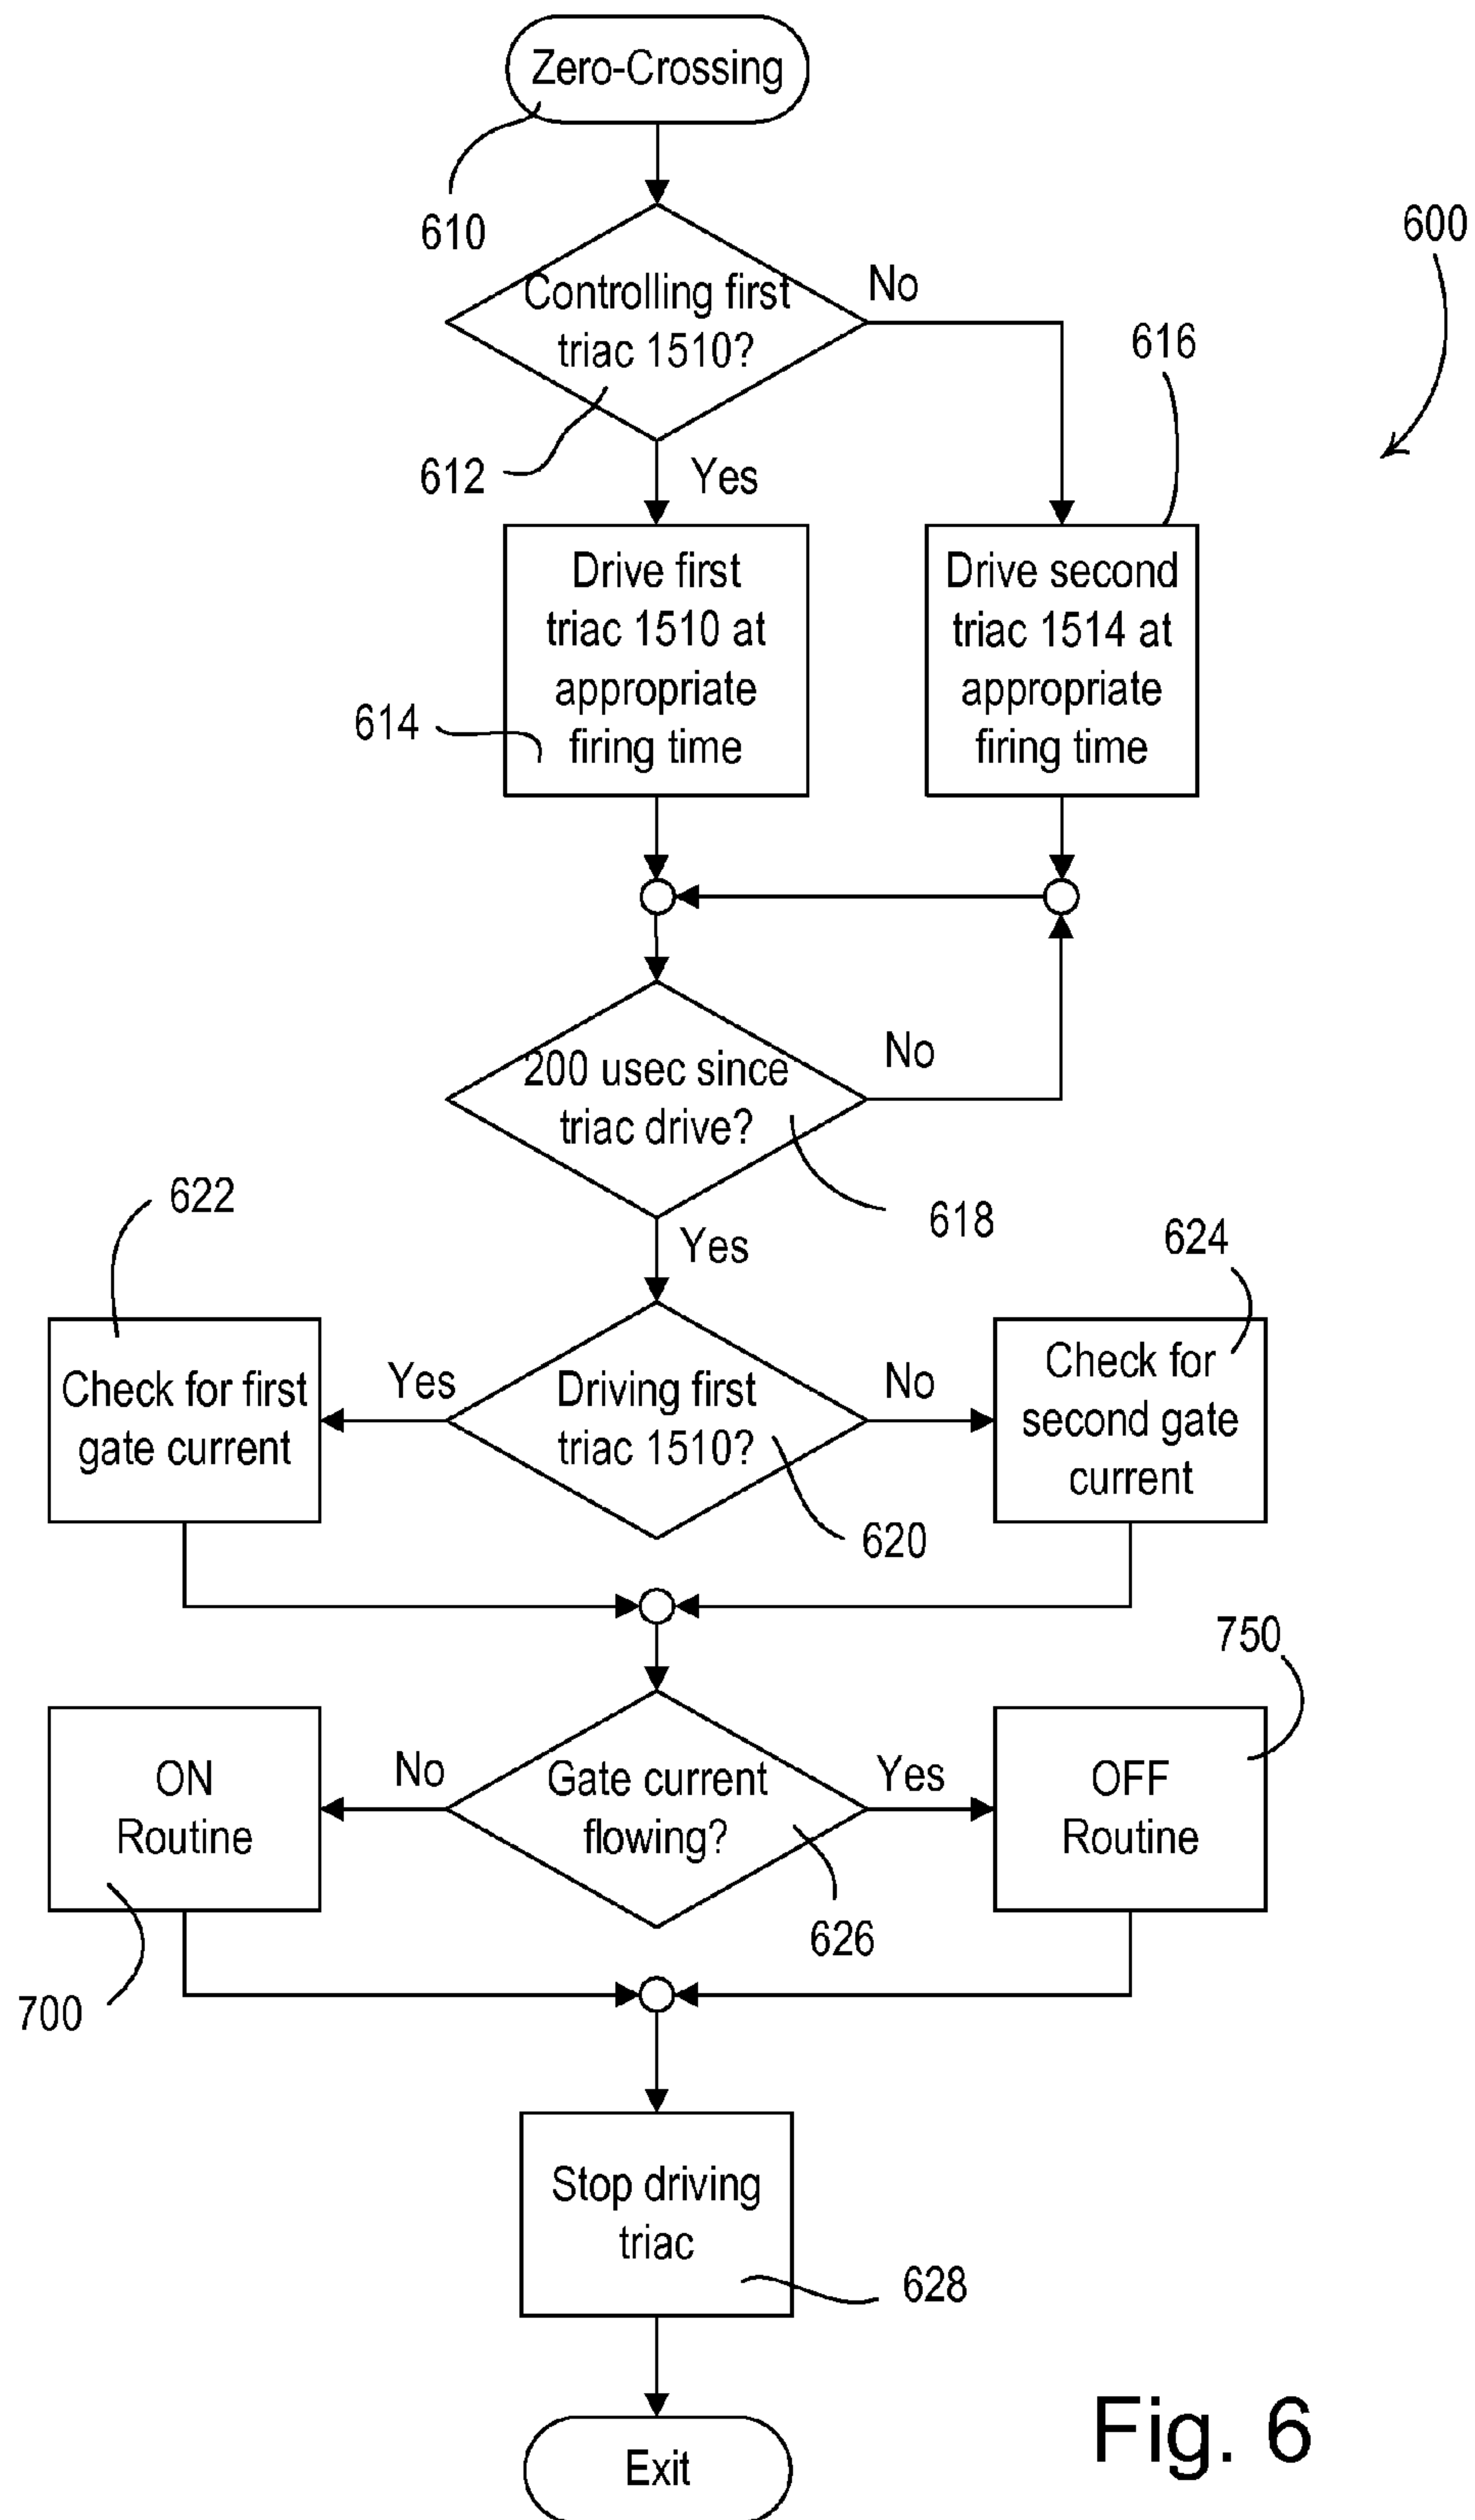 Zero-Crossing
610
600
Controlling first
triac 1510?
No
616
612
Yes
Drive first
triac 1510 at
appropriate
firing time
Drive second
triac 1514 at
appropriate
firing time
614
200 usec since
triac drive?
No
622
618
Yes
624
Check for first
gate current
Yes
Driving first
triac 1510?
No
Check for
second gate
current
620
750
ON
Routine
No
Gate current
flowing?
Yes
OFF
Routine
626
700
Stop driving
triac
628
Exit
Fig. 6